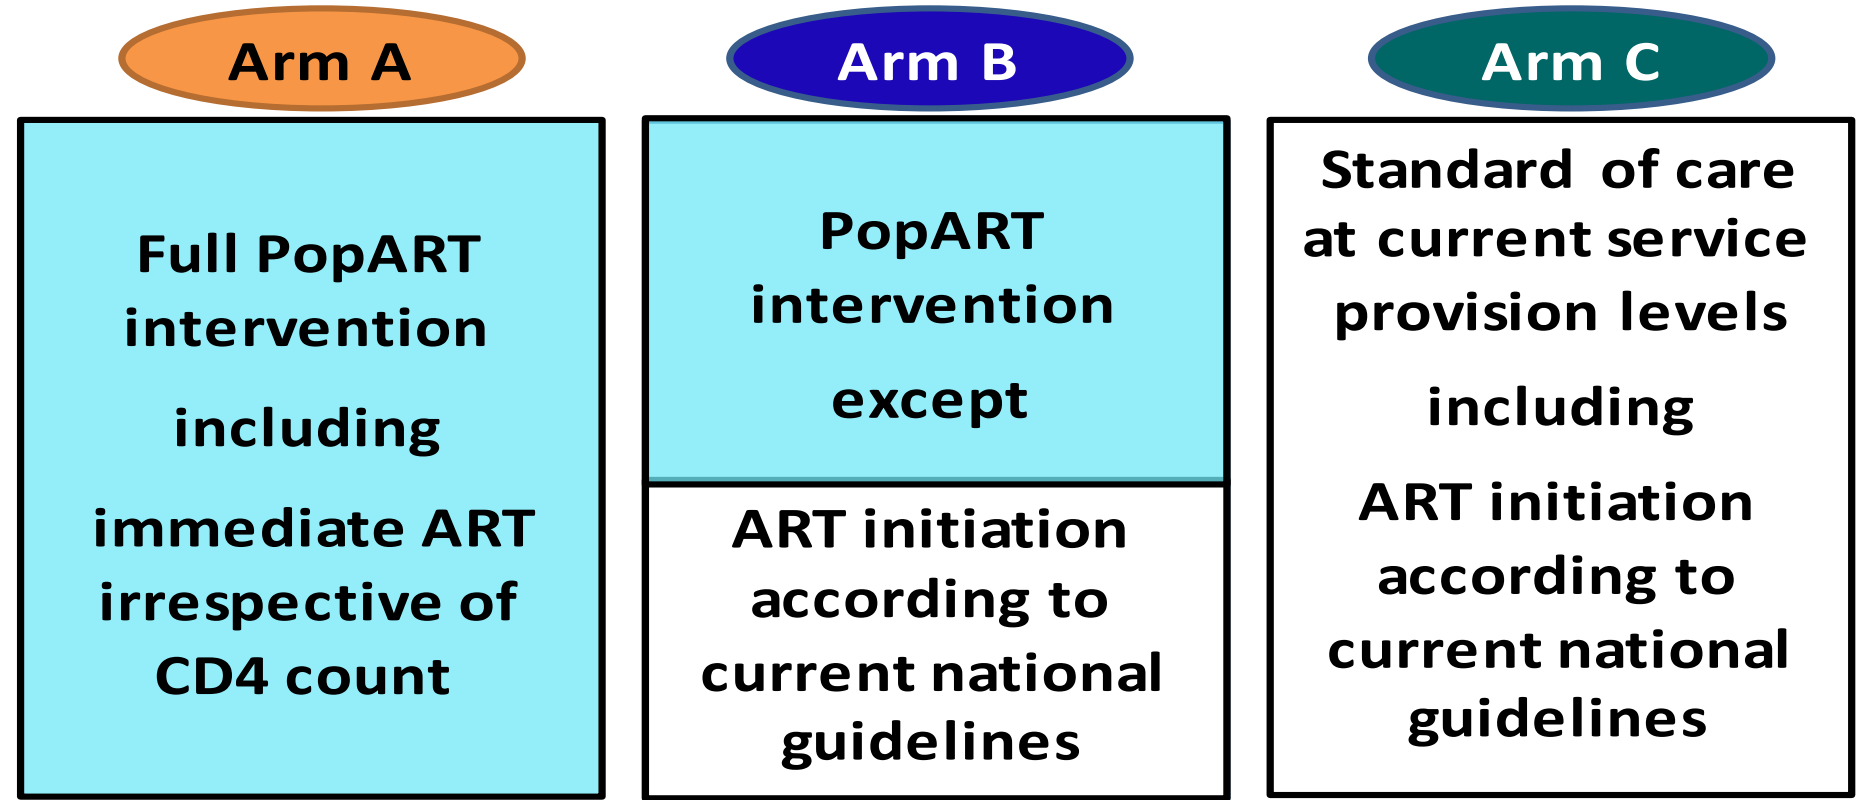 Arm A
Full PopART
intervention
including
immediate ART
irrespective of
CD4 count
Arm B
PopART
intervention
except
ART initiation
according to
current national
guidelines
Arm C
Standard of care
at current service
provision levels
including
ART initiation
according to
current national
guidelines